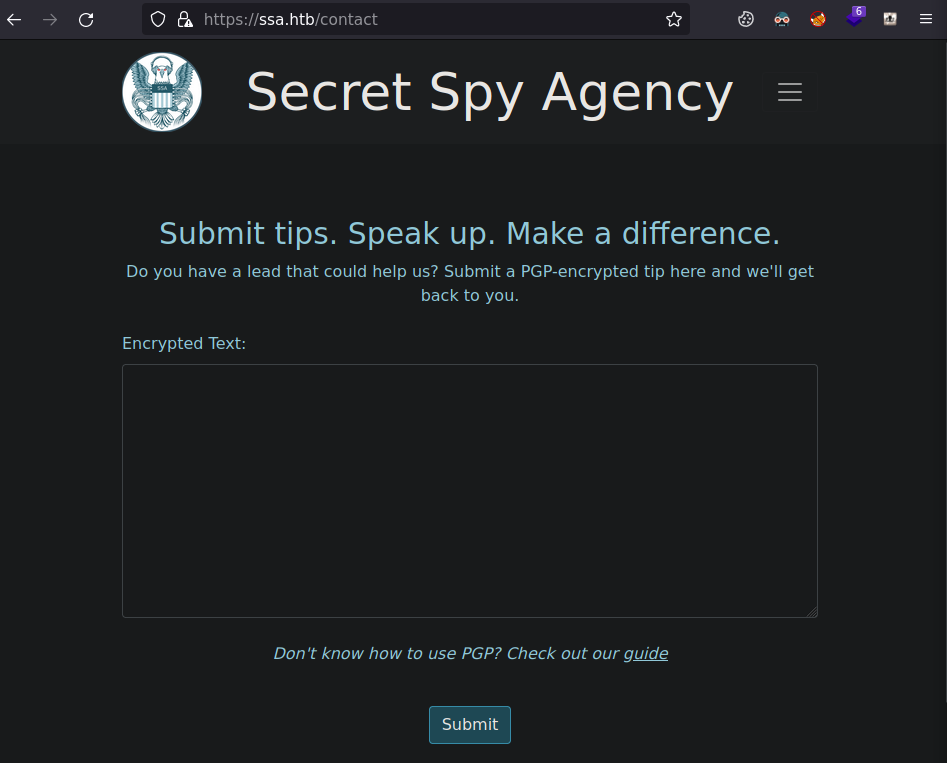 https://ssa.htb/contact
6
SSA
Secret Spy Agency
Submit tips. Speak up. Make a difference.
Do you have a lead that could help us? Submit a PGP-encrypted tip here and we'll get
back to you.
Encrypted Text:
Don't know how to use PGP? Check out our guide
Submit